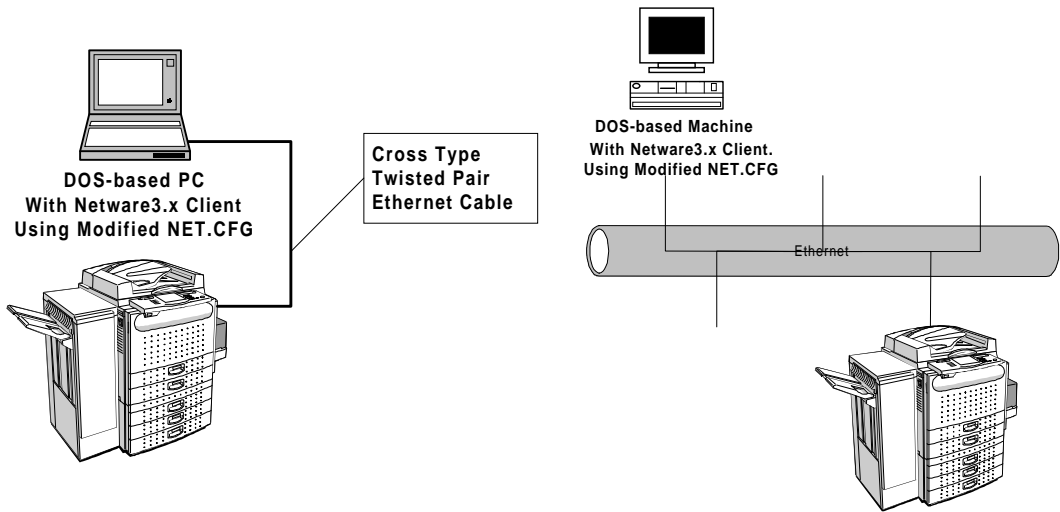 DOS-based PC
With Netware3.x Client
Using Modified NET.CFG
Cross Type
Twisted Pair
Ethernet Cable
DOS-based Machine
With Netware3.x Client.
Using Modified NET.CFG
Ethernet